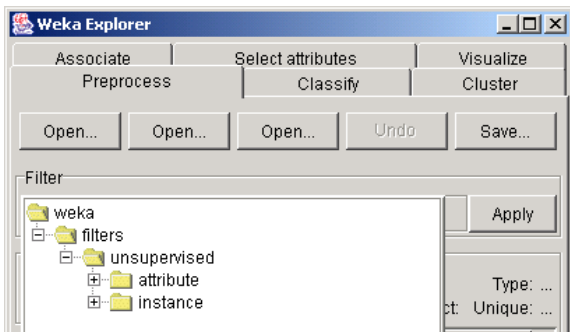 Weka Explorer
Associate Select attributes Visualize
Preprocess Classify Cluster
Open... Open... Open... Undo Save...
Filter
weka
filters
unsupervised
attribute
instance
Apply
Type: ...
ct: Unique: ...